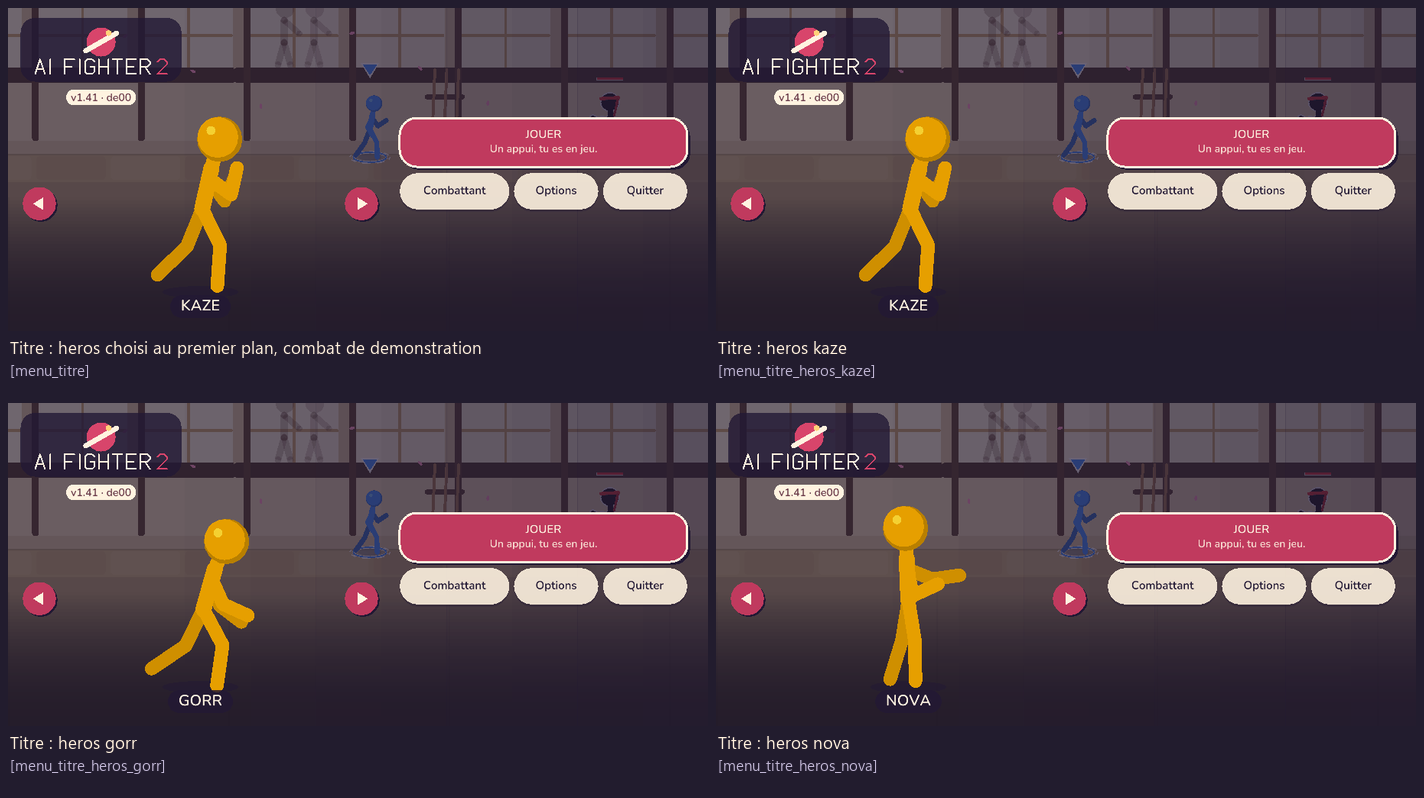 AI FIGHTER 2
v1.41 · de00
JOUER
Un appui, tu es en jeu.
Combattant
Options
Quitter
KAZE
Titre : heros choisi au premier plan, combat de demonstration
[menu_titre]
AI FIGHTER 2
v1.41 · de00
JOUER
Un appui, tu es en jeu.
Combattant
Options
Quitter
KAZE
Titre : heros kaze
[menu_titre_heros_kaze]
AI FIGHTER 2
v1.41 · de00
JOUER
Un appui, tu es en jeu.
Combattant
Options
Quitter
GORR
Titre : heros gorr
[menu_titre_heros_gorr]
AI FIGHTER 2
v1.41 · de00
JOUER
Un appui, tu es en jeu.
Combattant
Options
Quitter
NOVA
Titre : heros nova
[menu_titre_heros_nova]